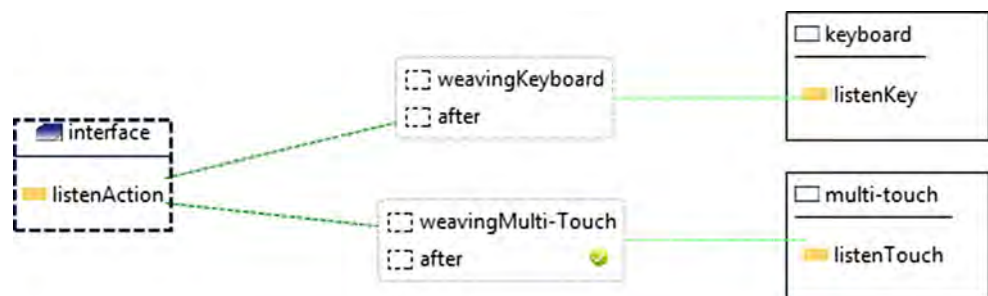 interface
listenAction
weavingKeyboard
after
weavingMulti-Touch
after
keyboard
listenKey
multi-touch
listenTouch